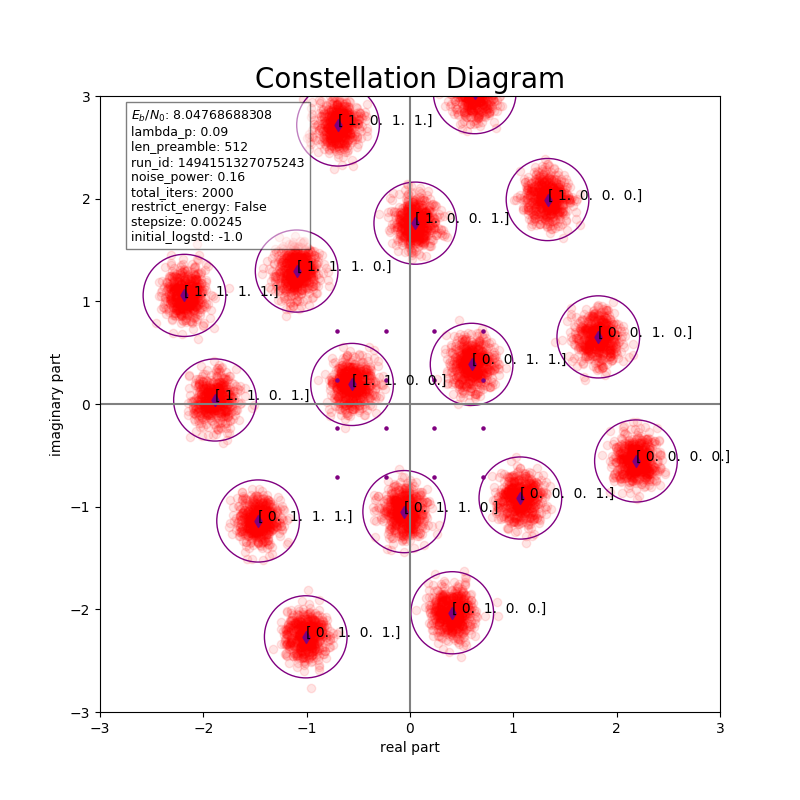 Constellation Diagram
E_b/N_0: 8.04768688308
lambda_p: 0.09
len_preamble: 512
run_id: 1494151327075243
noise_power: 0.16
total_iters: 2000
restrict_energy: False
stepsize: 0.00245
initial_logstd: -1.0
[ 1. 0. 1. 1.]
[ 1. 0. 0. 0.]
[ 1. 0. 0. 1.]
[ 1. 1. 1. 0.]
[ 1. 1. 1. 1.]
[ 0. 0. 1. 0.]
[ 0. 0. 1. 1.]
[ 1. 1. 0. 0.]
[ 1. 1. 0. 1.]
[ 0. 0. 0. 0.]
[ 0. 0. 0. 1.]
[ 0. 1. 1. 0.]
[ 0. 1. 1. 1.]
[ 0. 1. 0. 0.]
[ 0. 1. 0. 1.]
3
2
1
0
−1
−2
−3
imaginary part
−3 −2 −1 0 1 2 3
real part